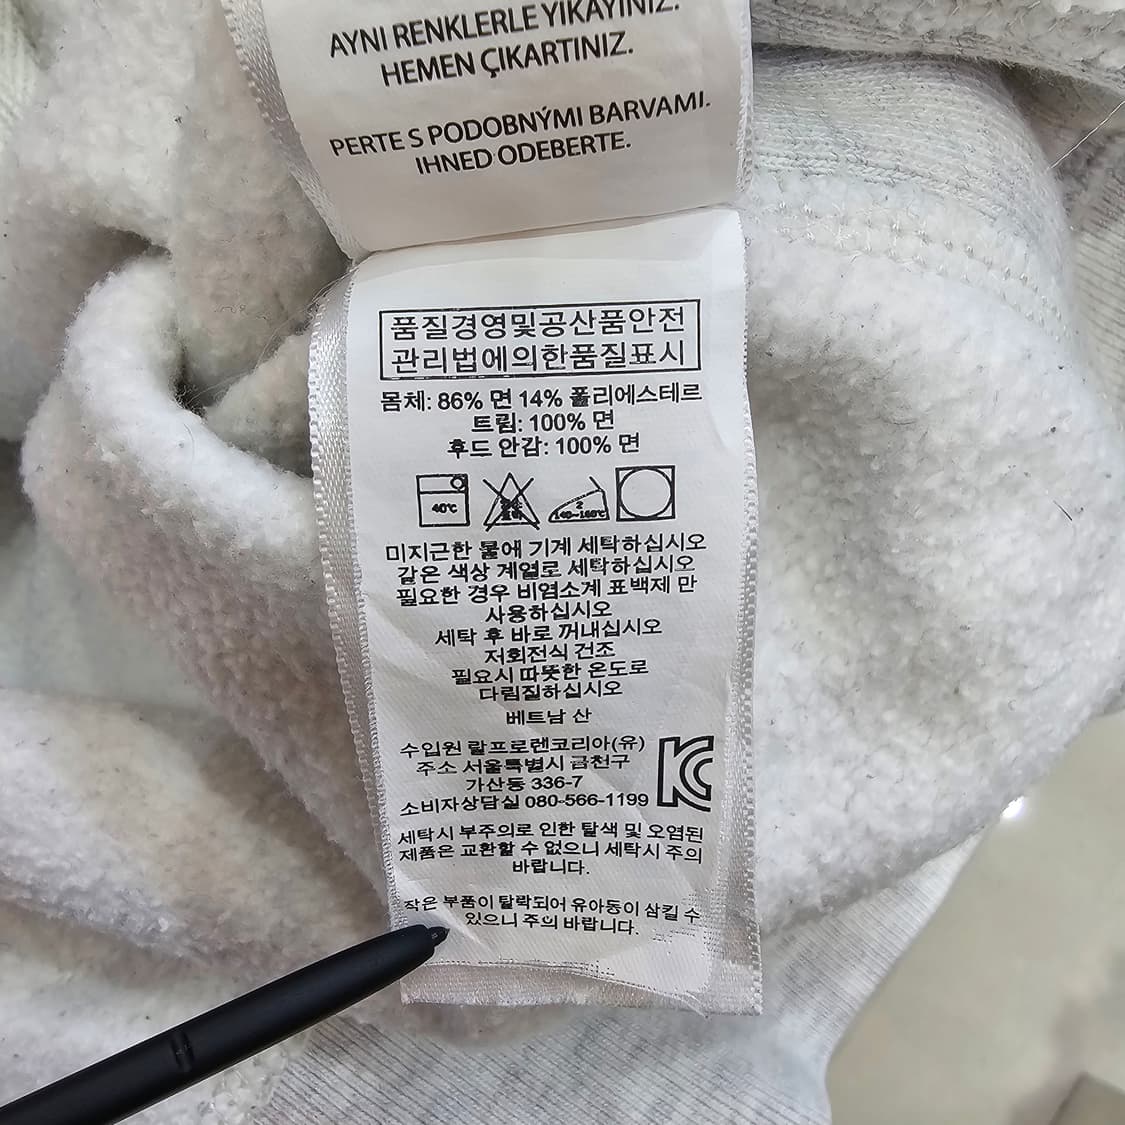 AYNI RENKLERLE YIKAYINIZ.
HEMEN ÇIKARTINIZ.
PERTE S PODOBNÝMI BARVAMI.
IHNED ODEBERTE.
품질경영및공산품안전
관리법에의한품질표시
몸체: 86% 면 14% 폴리에스테르
트림: 100% 면
후드 안감: 100% 면
40℃
2
140~160℃
미지근한 물에 기계 세탁하십시오
같은 색상 계열로 세탁하십시오
필요한 경우 비염소계 표백제 만
사용하십시오
세탁 후 바로 꺼내십시오
저회전식 건조
필요시 따뜻한 온도로
다림질하십시오
베트남 산
수입원 랄프로렌코리아(유)
주소 서울특별시 금천구
가산동 336-7
소비자상담실 080-566-1199
KC
세탁시 부주의로 인한 탈색 및 오염된
제품은 교환할 수 없으니 세탁시 주의
바랍니다.
작은 부품이 탈락되어 유아동이 삼킬 수
있으니 주의 바랍니다.